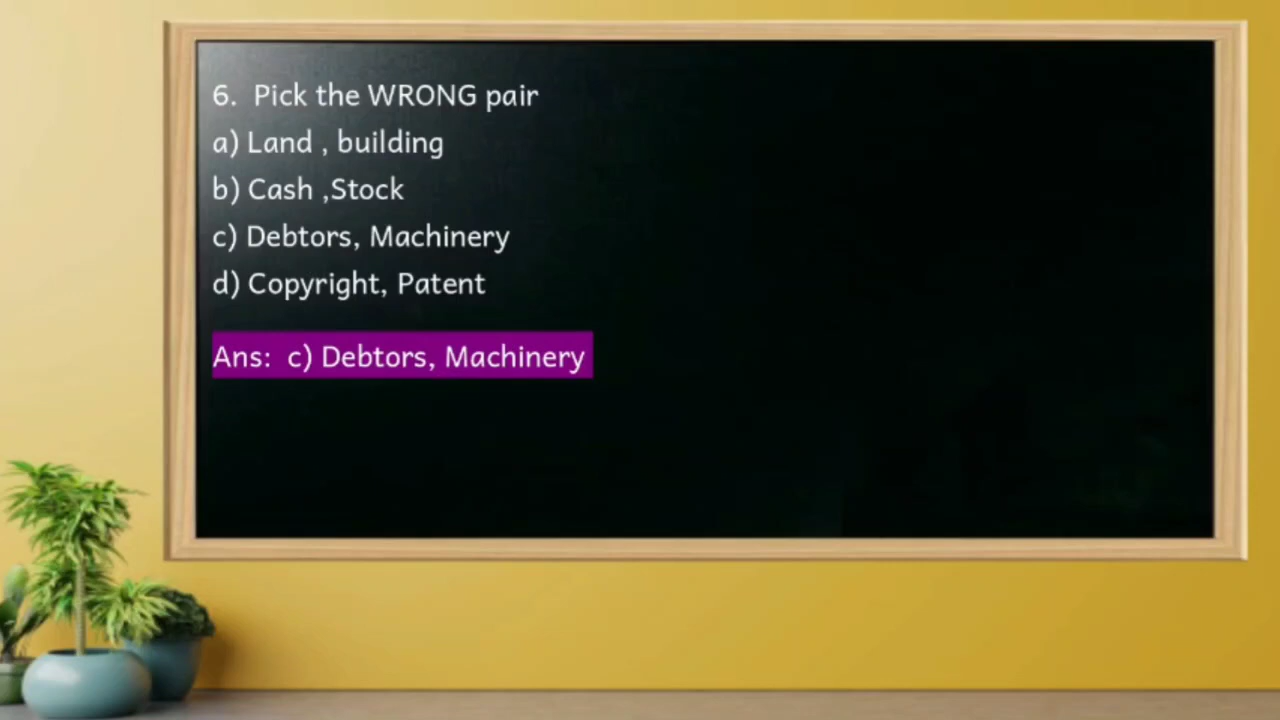 6. Pick the WRONG pair
a) Land , building
b) Cash ,Stock
c) Debtors, Machinery
d) Copyright, Patent
Ans: c) Debtors, Machinery